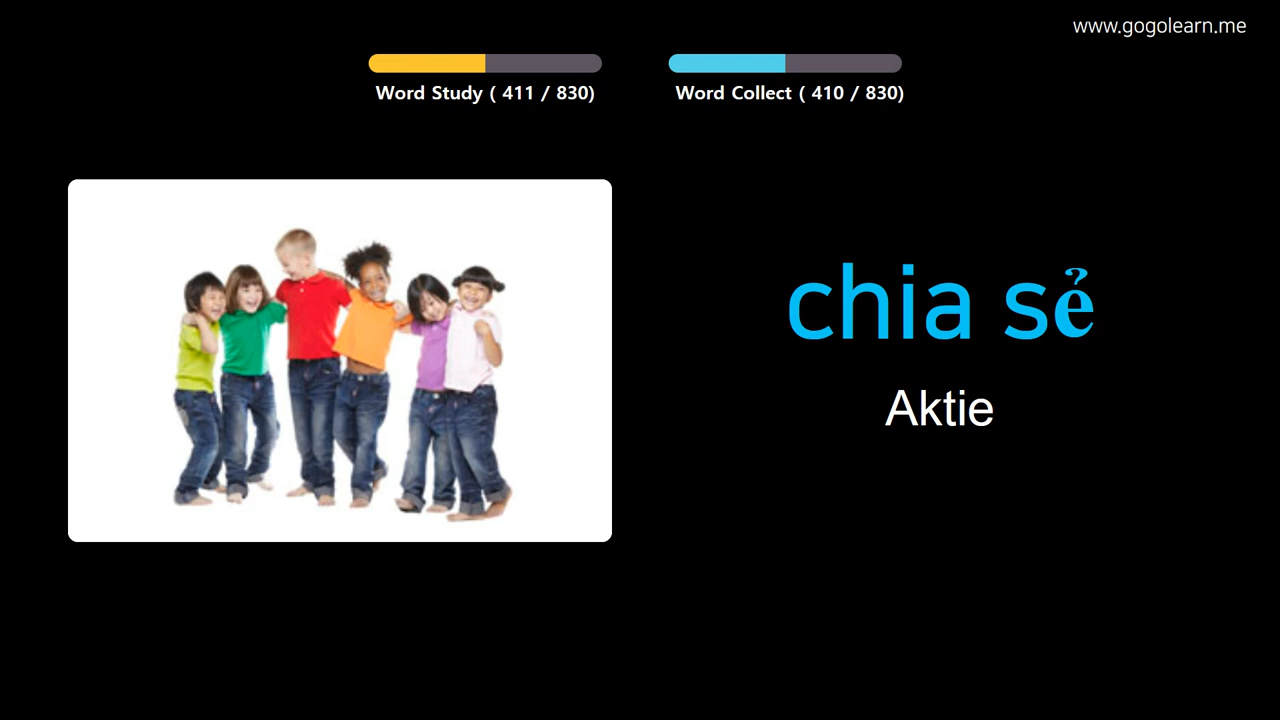 www.gogolearn.me
Word Study ( 411 / 830)
Word Collect ( 410 / 830)
chia sẻ
Aktie